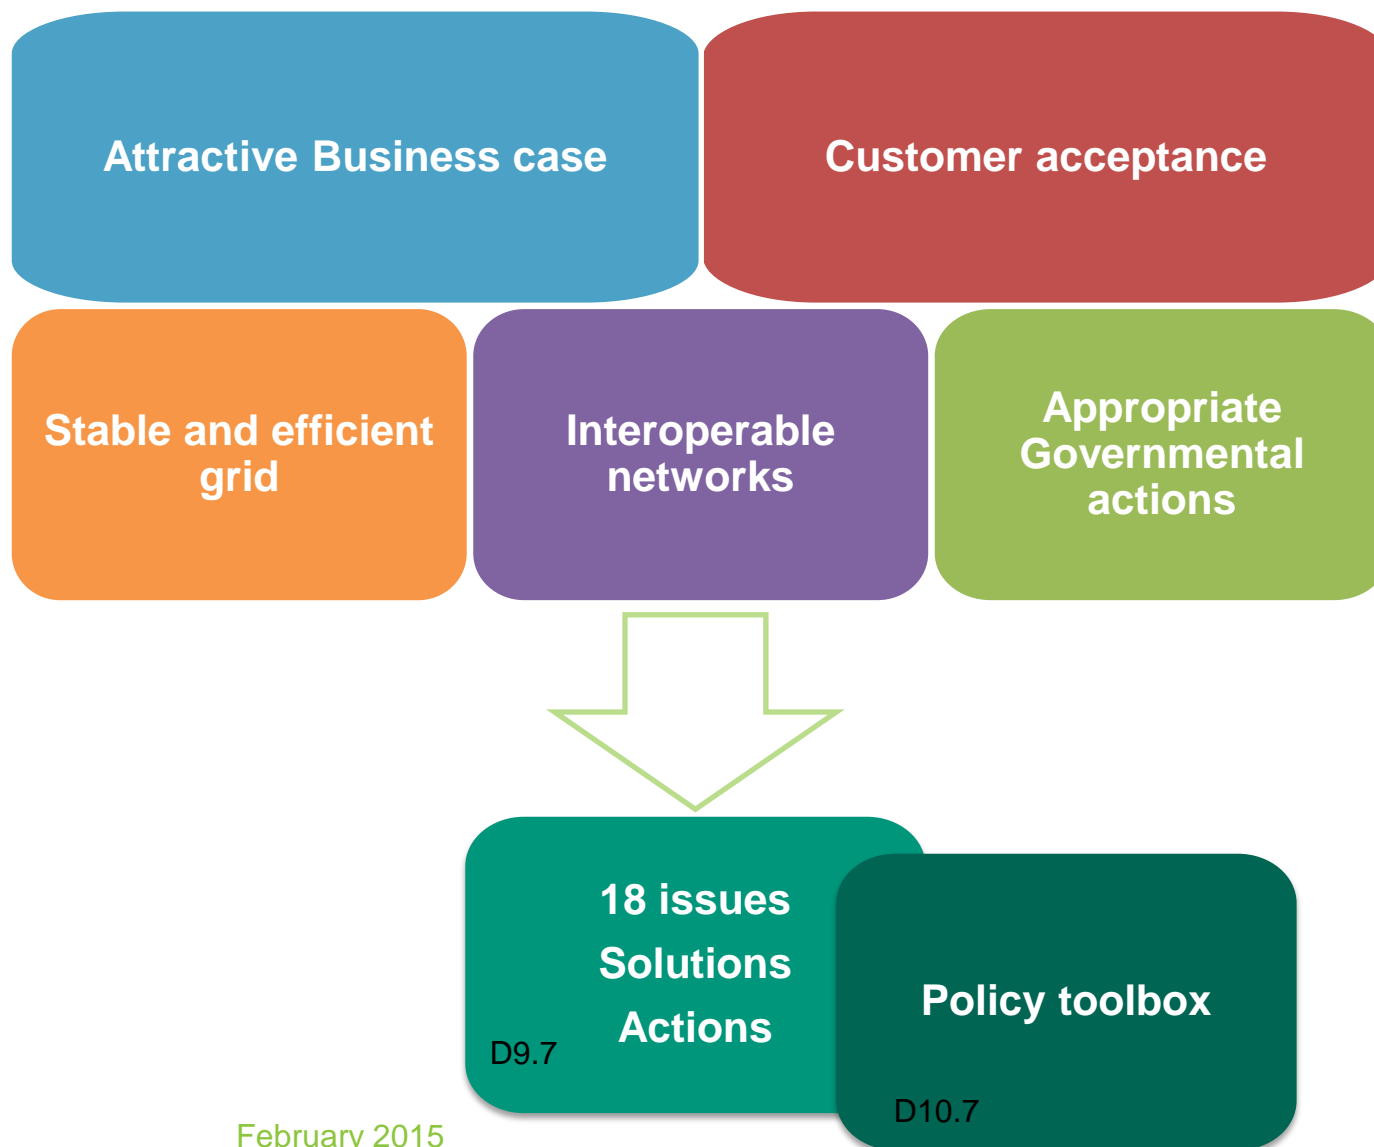 Attractive Business case
Customer acceptance
Stable and efficient
grid
Interoperable
networks
Appropriate
Governmental
actions
18 issues
Solutions
Actions
D9.7
Policy toolbox
D10.7
February 2015